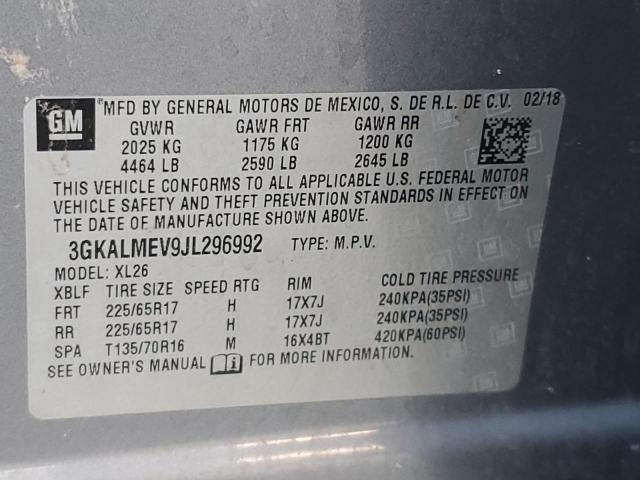 GM
MFD BY GENERAL MOTORS DE MEXICO, S. DE R.L. DE C.V. 02/18
GVWR GAWR FRT GAWR RR
2025 KG 1175 KG 1200 KG
4464 LB 2590 LB 2645 LB
THIS VEHICLE CONFORMS TO ALL APPLICABLE U.S. FEDERAL MOTOR
VEHICLE SAFETY AND THEFT PREVENTION STANDARDS IN EFFECT ON
THE DATE OF MANUFACTURE SHOWN ABOVE.
3GKALMEV9JL296992 TYPE: M.P.V.
MODEL: XL26
XBLF TIRE SIZE SPEED RTG RIM COLD TIRE PRESSURE
FRT 225/65R17 H 17X7J 240KPA(35PSI)
RR 225/65R17 H 17X7J 240KPA(35PSI)
SPA T135/70R16 M 16X4BT 420KPA(60PSI)
SEE OWNER'S MANUAL i FOR MORE INFORMATION.